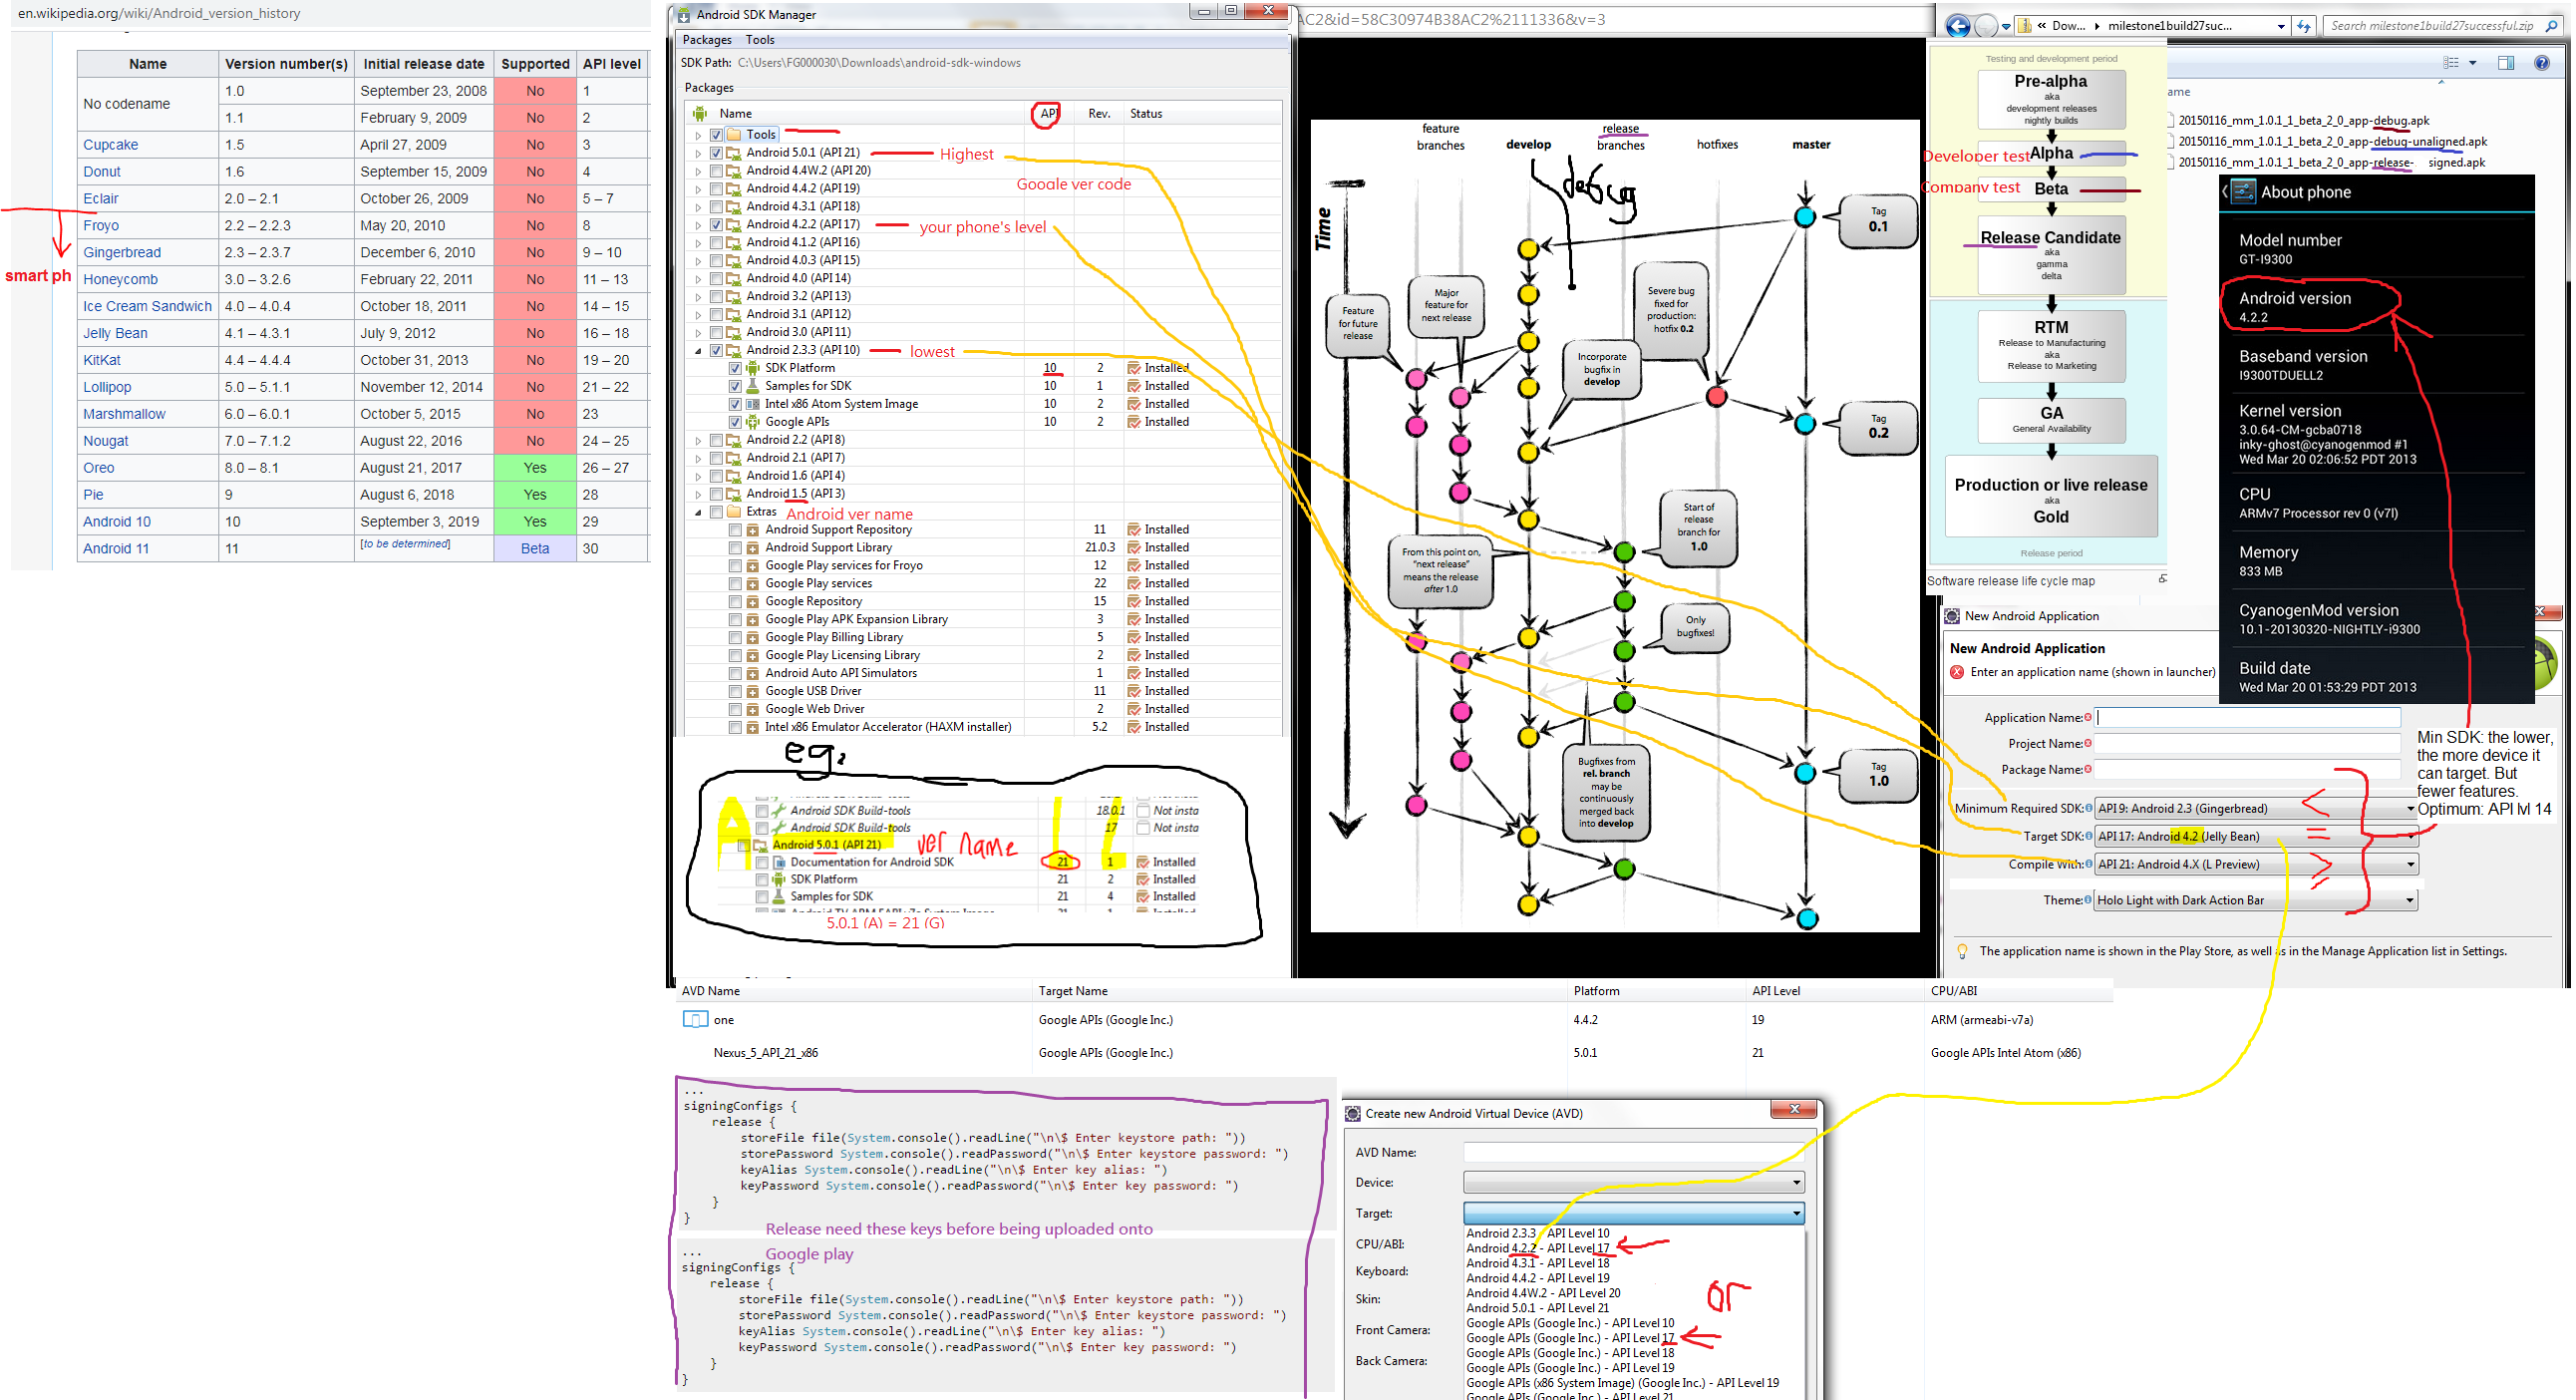 en.wikipedia.org/wiki/Android_version_history
Name Version number(s) Initial release date Supported API level
No codename 1.0 September 23, 2008 No 1
1.1 February 9, 2009 No 2
Cupcake 1.5 April 27, 2009 No 3
Donut 1.6 September 15, 2009 No 4
Eclair 2.0 – 2.1 October 26, 2009 No 5 – 7
Froyo 2.2 – 2.2.3 May 20, 2010 No 8
Gingerbread 2.3 – 2.3.7 December 6, 2010 No 9 – 10
Honeycomb 3.0 – 3.2.6 February 22, 2011 No 11 – 13
Ice Cream Sandwich 4.0 – 4.0.4 October 18, 2011 No 14 – 15
Jelly Bean 4.1 – 4.3.1 July 9, 2012 No 16 – 18
KitKat 4.4 – 4.4.4 October 31, 2013 No 19 – 20
Lollipop 5.0 – 5.1.1 November 12, 2014 No 21 – 22
Marshmallow 6.0 – 6.0.1 October 5, 2015 No 23
Nougat 7.0 – 7.1.2 August 22, 2016 No 24 – 25
Oreo 8.0 – 8.1 August 21, 2017 Yes 26 – 27
Pie 9 August 6, 2018 Yes 28
Android 10 10 September 3, 2019 Yes 29
Android 11 11 [to be determined] Beta 30
smart ph
Android SDK Manager
Packages Tools
SDK Path: C:\Users\FG000030\Downloads\android-sdk-windows
Packages
Name API Rev. Status
Tools
Android 5.0.1 (API 21) Highest
Android 4.4W.2 (API 20)
Google ver code
Android 4.4.2 (API 19)
Android 4.3.1 (API 18)
Android 4.2.2 (API 17) your phone's level
Android 4.1.2 (API 16)
Android 4.0.3 (API 15)
Android 4.0 (API 14)
Android 3.2 (API 13)
Android 3.1 (API 12)
Android 3.0 (API 11)
Android 2.3.3 (API 10) lowest
SDK Platform 10 2 Installed
Samples for SDK 10 1 Installed
Intel x86 Atom System Image 10 2 Installed
Google APIs 10 2 Installed
Android 2.2 (API 8)
Android 2.1 (API 7)
Android 1.6 (API 4)
Android 1.5 (API 3)
Extras Android ver name
Android Support Repository 11 Installed
Android Support Library 21.0.3 Installed
Google Play services for Froyo 12 Installed
Google Play services 22 Installed
Google Repository 15 Installed
Google Play APK Expansion Library 3 Installed
Google Play Billing Library 5 Installed
Google Play Licensing Library 2 Installed
Android Auto API Simulators 1 Installed
Google USB Driver 11 Installed
Google Web Driver 2 Installed
Intel x86 Emulator Accelerator (HAXM installer) 5.2 Installed
eg.
A
Android SDK Build-tools 18.0.1 Not insta
Android SDK Build-tools 17 Not insta
Android 5.0.1 (API 21) ver name
Documentation for Android SDK 21 1 Installed
SDK Platform 21 2 Installed
Samples for SDK 21 4 Installed
5.0.1 (A) = 21 (G)
AC2&id=58C30974B38AC2%2111336&v=3
feature branches
develop
release branches
hotfixes
master
debug
Time
Tag 0.1
Feature for future release
Major feature for next release
Severe bug fixed for production: hotfix 0.2
Incorporate bugfix in develop
Tag 0.2
Start of release branch for 1.0
From this point on, "next release" means the release after 1.0
Only bugfixes!
Bugfixes from rel. branch may be continuously merged back into develop
Tag 1.0
« Dow... milestone1build27suc... Search milestone1build27successful.zip
ame
20150116_mm_1.0.1_1_beta_2_0_app-debug.apk
20150116_mm_1.0.1_1_beta_2_0_app-debug-unaligned.apk
20150116_mm_1.0.1_1_beta_2_0_app-release- signed.apk
Testing and development period
Pre-alpha
aka
development releases
nightly builds
Developer test Alpha
Company test Beta
Release Candidate
aka
gamma
delta
RTM
Release to Manufacturing
aka
Release to Marketing
GA
General Availability
Production or live release
aka
Gold
Release period
Software release life cycle map
About phone
Model number
GT-I9300
Android version
4.2.2
Baseband version
I9300TDUELL2
Kernel version
3.0.64-CM-gcba0718
inky-ghost@cyanogenmod #1
Wed Mar 20 02:06:52 PDT 2013
CPU
ARMv7 Processor rev 0 (v7l)
Memory
833 MB
CyanogenMod version
10.1-20130320-NIGHTLY-i9300
Build date
Wed Mar 20 01:53:29 PDT 2013
New Android Application
New Android Application
Enter an application name (shown in launcher)
Application Name:
Project Name:
Package Name:
Minimum Required SDK: API 9: Android 2.3 (Gingerbread)
Target SDK: API 17: Android 4.2 (Jelly Bean)
Compile With: API 21: Android 4.X (L Preview)
Theme: Holo Light with Dark Action Bar
Min SDK: the lower,
the more device it
can target. But
fewer features.
Optimum: API lvl 14
The application name is shown in the Play Store, as well as in the Manage Application list in Settings.
AVD Name Target Name Platform API Level CPU/ABI
one Google APIs (Google Inc.) 4.4.2 19 ARM (armeabi-v7a)
Nexus_5_API_21_x86 Google APIs (Google Inc.) 5.0.1 21 Google APIs Intel Atom (x86)
...
signingConfigs {
release {
storeFile file(System.console().readLine("\n\$ Enter keystore path: "))
storePassword System.console().readPassword("\n\$ Enter keystore password: ")
keyAlias System.console().readLine("\n\$ Enter key alias: ")
keyPassword System.console().readPassword("\n\$ Enter key password: ")
}
}
Release need these keys before being uploaded onto
Google play
...
signingConfigs {
release {
storeFile file(System.console().readLine("\n\$ Enter keystore path: "))
storePassword System.console().readPassword("\n\$ Enter keystore password: ")
keyAlias System.console().readLine("\n\$ Enter key alias: ")
keyPassword System.console().readPassword("\n\$ Enter key password: ")
}
}
Create new Android Virtual Device (AVD)
AVD Name:
Device:
Target:
CPU/ABI:
Keyboard:
Skin:
Front Camera:
Back Camera:
Android 2.3.3 - API Level 10
Android 4.2.2 - API Level 17
Android 4.3.1 - API Level 18
Android 4.4.2 - API Level 19
Android 4.4W.2 - API Level 20
Android 5.0.1 - API Level 21
or
Google APIs (Google Inc.) - API Level 10
Google APIs (Google Inc.) - API Level 17
Google APIs (Google Inc.) - API Level 18
Google APIs (Google Inc.) - API Level 19
Google APIs (x86 System Image) (Google Inc.) - API Level 19
Google APIs (Google Inc.) - API Level 21